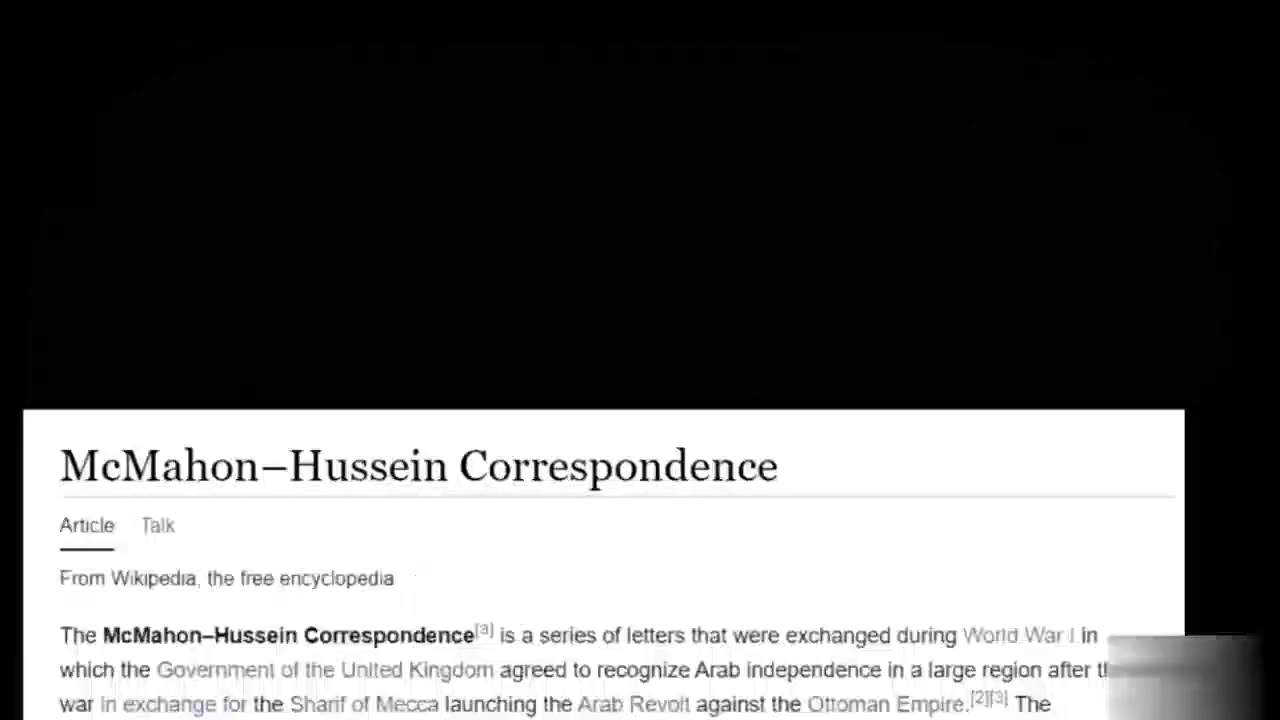 McMahon–Hussein Correspondence
Article Talk
From Wikipedia, the free encyclopedia
The McMahon–Hussein Correspondence[a] is a series of letters that were exchanged during World War I in
which the Government of the United Kingdom agreed to recognize Arab independence in a large region after
war in exchange for the Sharif of Mecca launching the Arab Revolt against the Ottoman Empire.[2][3] The